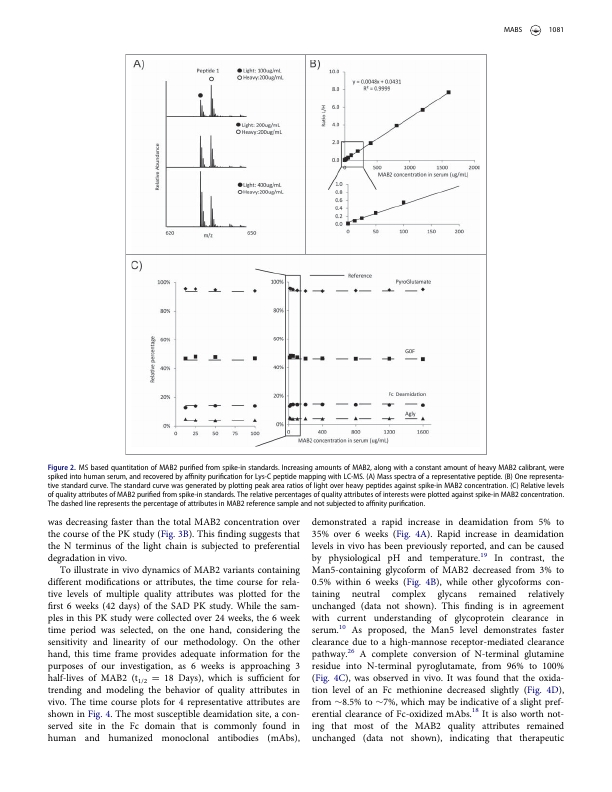 MABS 1081
A)
Peptide 1
Light: 100ug/mL
Heavy:200ug/mL
Light: 200ug/mL
Heavy:200ug/mL
Light: 400ug/mL
Heavy:200ug/mL
Relative Abundance
620 650
m/z
B)
y = 0.0048x + 0.0431
R² = 0.9999
Ratio L/H
10.0
8.0
6.0
4.0
2.0
0.0
0 500 1000 1500 2000
MAB2 concentration in serum (ug/mL)
1.0
0.8
0.6
0.4
0.2
0.0
0 50 100 150 200
C)
Reference
PyroGlutamate
G0F
Fc Deamidation
Agly
Relative percentage
100%
80%
60%
40%
20%
0%
0 25 50 75 100
100%
80%
60%
40%
20%
0%
0 400 800 1200 1600
MAB2 concentration in serum (ug/mL)
Figure 2. MS based quantitation of MAB2 purified from spike-in standards. Increasing amounts of MAB2, along with a constant amount of heavy MAB2 calibrant, were
spiked into human serum, and recovered by affinity purification for Lys-C peptide mapping with LC-MS. (A) Mass spectra of a representative peptide. (B) One representa-
tive standard curve. The standard curve was generated by plotting peak area ratios of light over heavy peptides against spike-in MAB2 concentration. (C) Relative levels
of quality attributes of MAB2 purified from spike-in standards. The relative percentages of quality attributes of interests were plotted against spike-in MAB2 concentration.
The dashed line represents the percentage of attributes in MAB2 reference sample and not subjected to affinity purification.
was decreasing faster than the total MAB2 concentration over
the course of the PK study (Fig. 3B). This finding suggests that
the N terminus of the light chain is subjected to preferential
degradation in vivo.
To illustrate in vivo dynamics of MAB2 variants containing
different modifications or attributes, the time course for rela-
tive levels of multiple quality attributes was plotted for the
first 6 weeks (42 days) of the SAD PK study. While the sam-
ples in this PK study were collected over 24 weeks, the 6 week
time period was selected, on the one hand, considering the
sensitivity and linearity of our methodology. On the other
hand, this time frame provides adequate information for the
purposes of our investigation, as 6 weeks is approaching 3
half-lives of MAB2 (t1/2 = 18 Days), which is sufficient for
trending and modeling the behavior of quality attributes in
vivo. The time course plots for 4 representative attributes are
shown in Fig. 4. The most susceptible deamidation site, a con-
served site in the Fc domain that is commonly found in
human and humanized monoclonal antibodies (mAbs),
demonstrated a rapid increase in deamidation from 5% to
35% over 6 weeks (Fig. 4A). Rapid increase in deamidation
levels in vivo has been previously reported, and can be caused
by physiological pH and temperature.19 In contrast, the
Man5-containing glycoform of MAB2 decreased from 3% to
0.5% within 6 weeks (Fig. 4B), while other glycoforms con-
taining neutral complex glycans remained relatively
unchanged (data not shown). This finding is in agreement
with current understanding of glycoprotein clearance in
serum.10 As proposed, the Man5 level demonstrates faster
clearance due to a high-mannose receptor-mediated clearance
pathway.26 A complete conversion of N-terminal glutamine
residue into N-terminal pyroglutamate, from 96% to 100%
(Fig. 4C), was observed in vivo. It was found that the oxida-
tion level of an Fc methionine decreased slightly (Fig. 4D),
from ~8.5% to ~7%, which may be indicative of a slight pref-
erential clearance of Fc-oxidized mAbs.18 It is also worth not-
ing that most of the MAB2 quality attributes remained
unchanged (data not shown), indicating that therapeutic